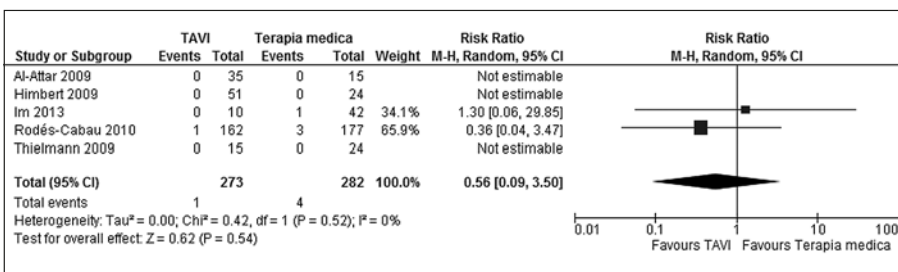 TAVI Terapia medica Risk Ratio Risk Ratio
Study or Subgroup Events Total Events Total Weight M-H, Random, 95% CI M-H, Random, 95% CI
Al-Attar 2009 0 35 0 15 Not estimable
Himbert 2009 0 51 0 24 Not estimable
Im 2013 0 10 1 42 34.1% 1.30 [0.06, 29.85]
Rodés-Cabau 2010 1 162 3 177 65.9% 0.36 [0.04, 3.47]
Thielmann 2009 0 15 0 24 Not estimable
Total (95% CI) 273 282 100.0% 0.56 [0.09, 3.50]
Total events 1 4
Heterogeneity: Tau² = 0.00; Chi² = 0.42, df = 1 (P = 0.52); I² = 0%
Test for overall effect: Z = 0.62 (P = 0.54)
0.01 0.1 1 10 100
Favours TAVI Favours Terapia medica